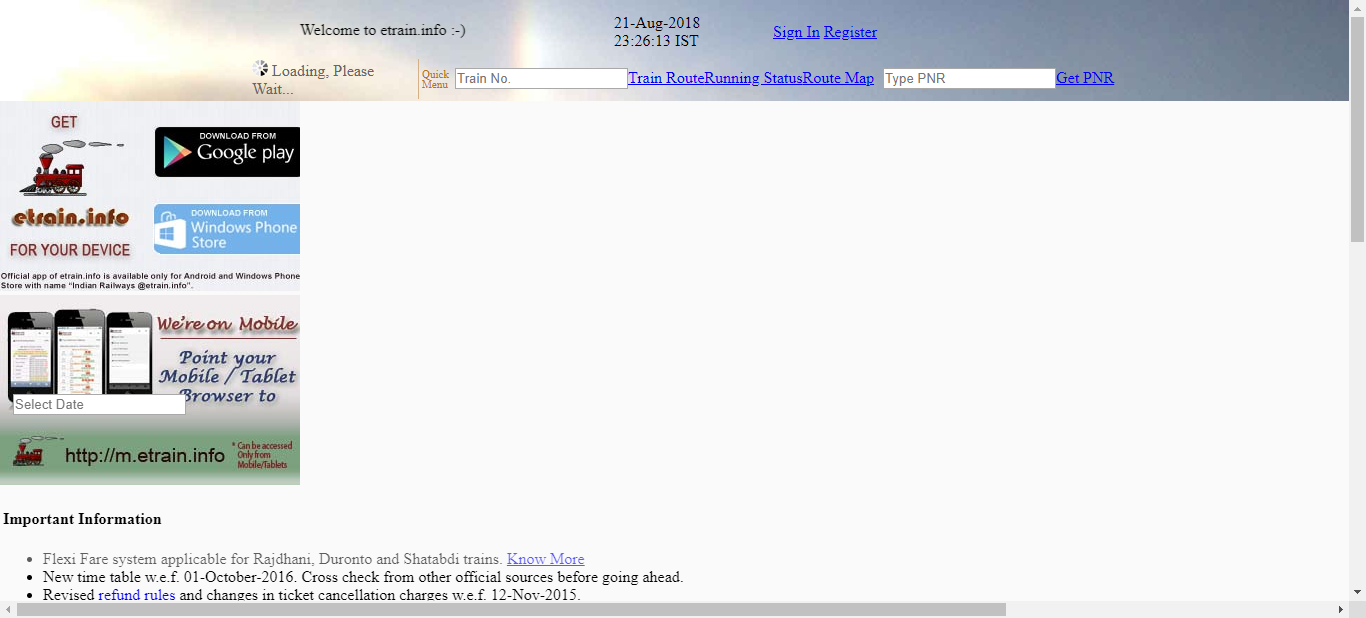 Welcome to etrain.info :-)
21-Aug-2018
23:26:13 IST
Sign In Register
Loading, Please
Wait...
Quick
Menu
Train No.
Train RouteRunning StatusRoute Map
Type PNR
Get PNR
GET
etrain.info
FOR YOUR DEVICE
DOWNLOAD FROM
Google play
DOWNLOAD FROM
Windows Phone
Store
Official app of etrain.info is available only for Android and Windows Phone
Store with name “Indian Railways @etrain.info”.
We're on Mobile
Point your
Mobile / Tablet
Browser to
Select Date
http://m.etrain.info
* Can be accessed
Only from
Mobile/Tablets
Important Information
Flexi Fare system applicable for Rajdhani, Duronto and Shatabdi trains. Know More
New time table w.e.f. 01-October-2016. Cross check from other official sources before going ahead.
Revised refund rules and changes in ticket cancellation charges w.e.f. 12-Nov-2015.